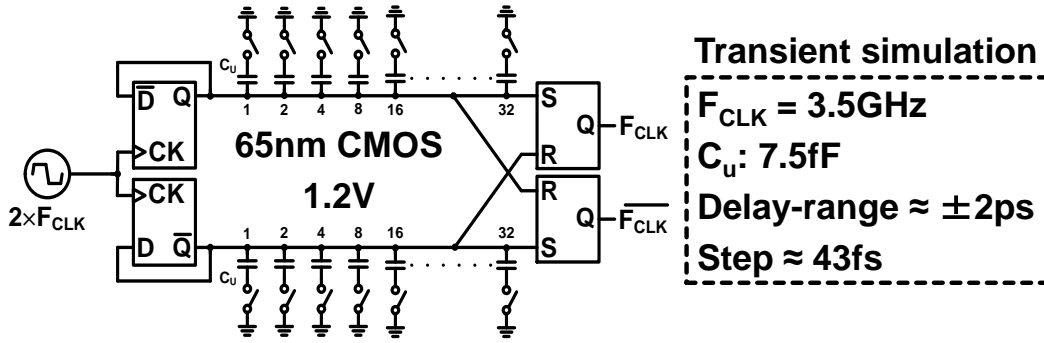 C_U
1 2 4 8 16 32
D̅ Q
CK
65nm CMOS
1.2V
2×F_CLK
CK
D Q̅
1 2 4 8 16 32
C_U
S
Q
R
F_CLK
R
Q
S
F̅_CLK
Transient simulation
F_CLK = 3.5GHz
C_u: 7.5fF
Delay-range ≈ ±2ps
Step ≈ 43fs